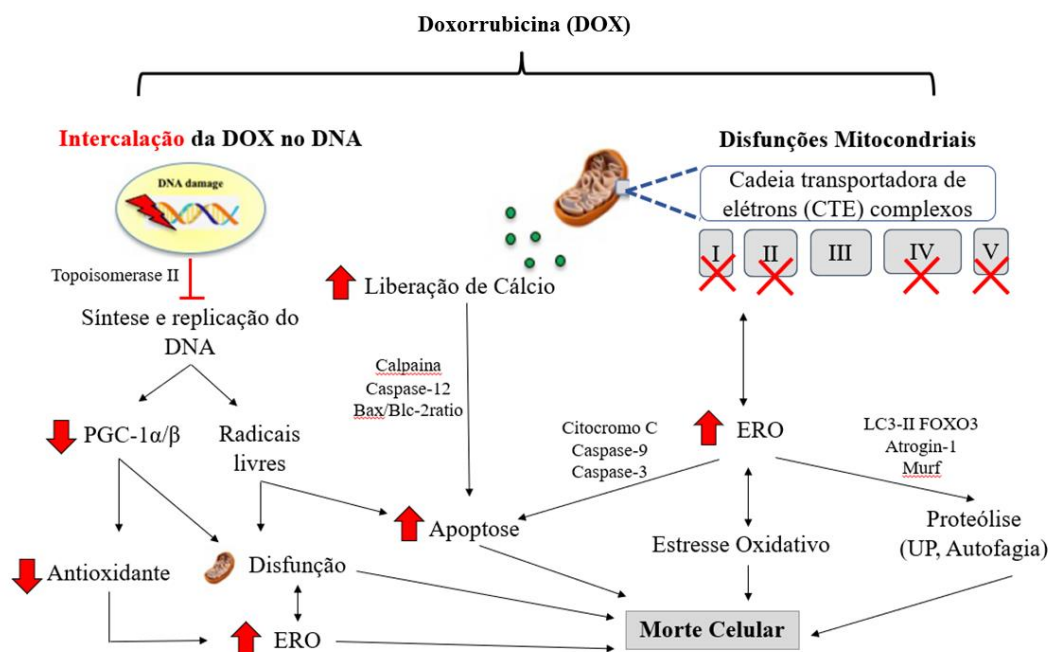 Doxorrubicina (DOX)
Intercalação da DOX no DNA
DNA damage
Topoisomerase II
Síntese e replicação do
DNA
PGC-1α/β
Radicais
livres
Antioxidante
Disfunção
ERO
Liberação de Cálcio
Calpaina
Caspase-12
Bax/Blc-2ratio
Apoptose
Disfunções Mitocondriais
Cadeia transportadora de
elétrons (CTE) complexos
I II III IV V
ERO
Citocromo C
Caspase-9
Caspase-3
LC3-II FOXO3
Atrogin-1
Murf
Estresse Oxidativo
Proteólise
(UP, Autofagia)
Morte Celular